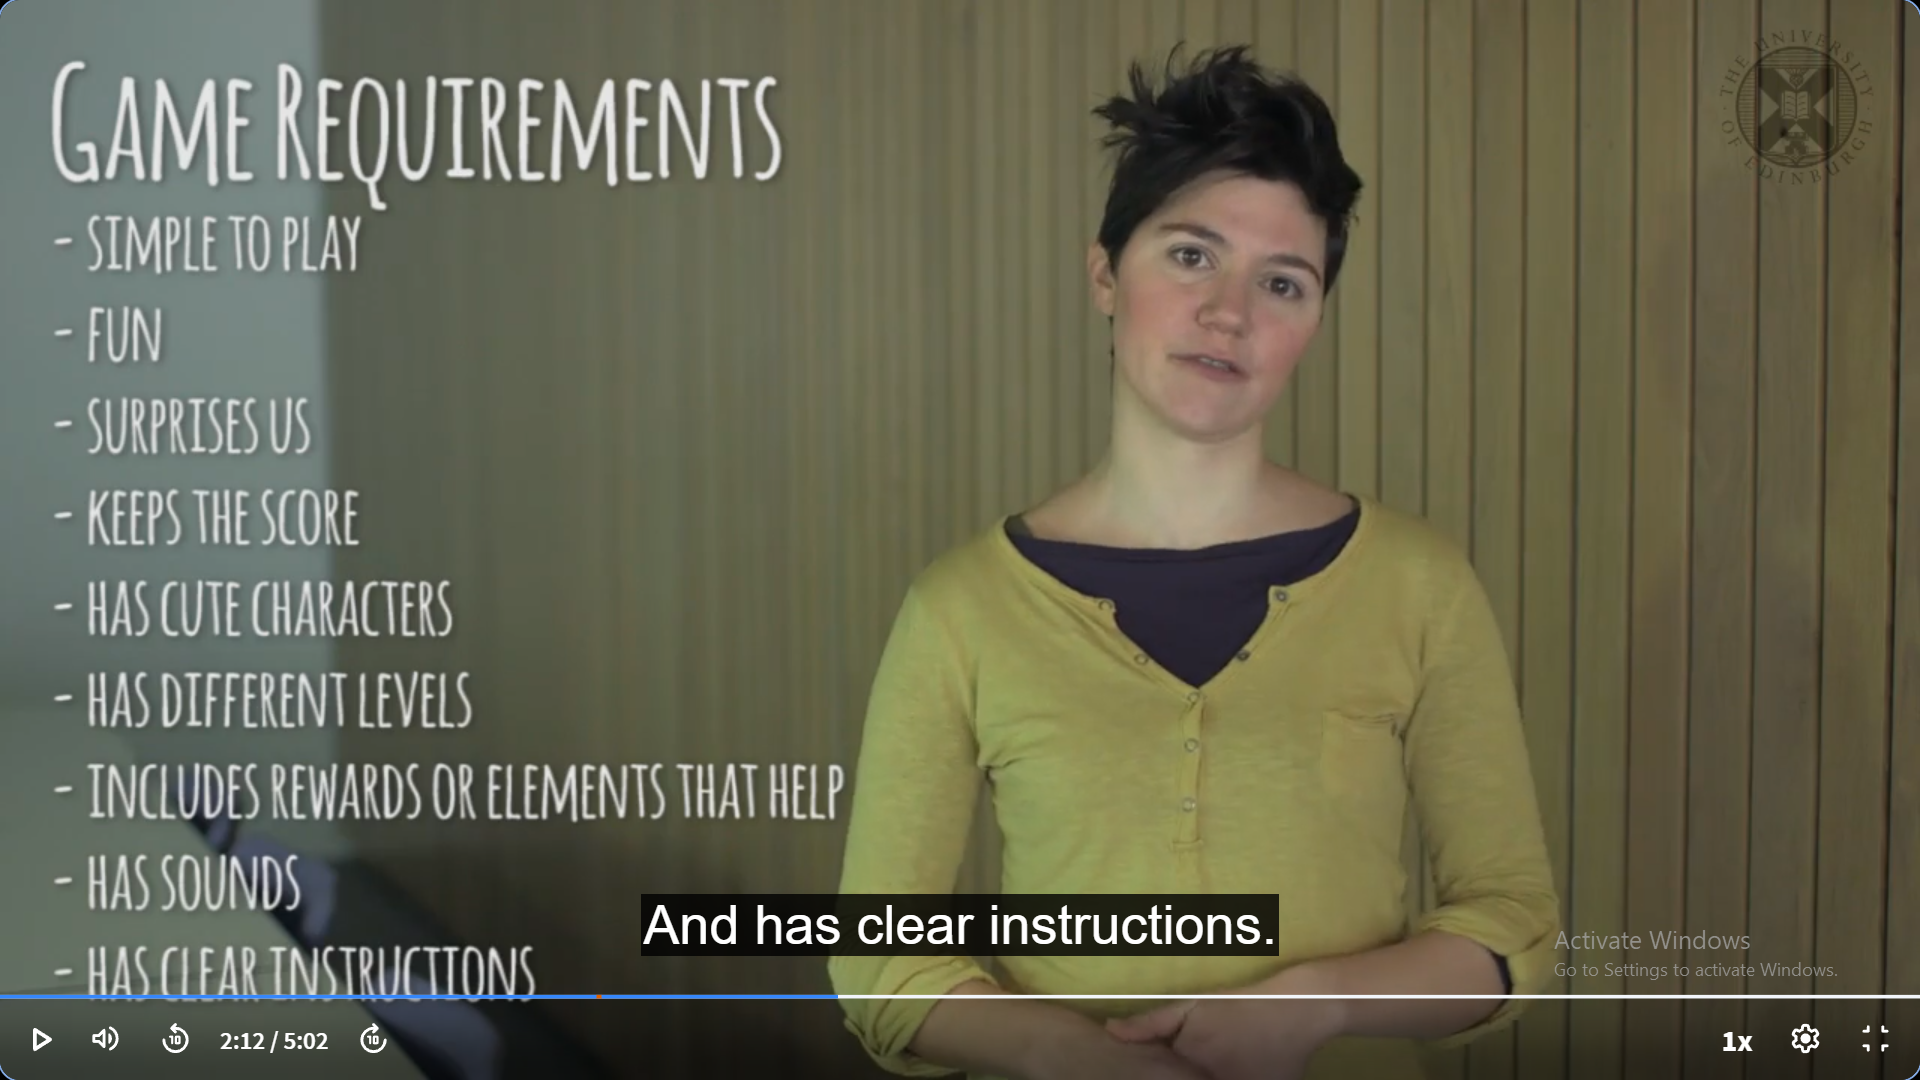 GAME REQUIREMENTS
- SIMPLE TO PLAY
- FUN
- SURPRISES US
- KEEPS THE SCORE
- HAS CUTE CHARACTERS
- HAS DIFFERENT LEVELS
- INCLUDES REWARDS OR ELEMENTS THAT HELP
- HAS SOUNDS
- HAS CLEAR INSTRUCTIONS
THE UNIVERSITY OF EDINBURGH
And has clear instructions.
Activate Windows
Go to Settings to activate Windows.
10
2:12 / 5:02
10
1x